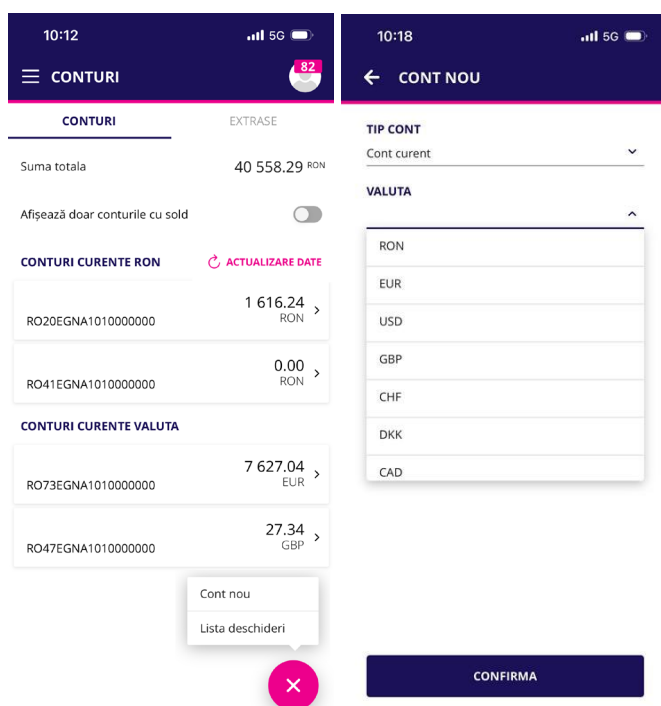 10:12
5G
CONTURI
82
CONTURI
EXTRASE
Suma totala
40 558.29 RON
Afișează doar conturile cu sold
CONTURI CURENTE RON
ACTUALIZARE DATE
1 616.24
RO20EGNA1010000000
RON
0.00
RO41EGNA1010000000
RON
CONTURI CURENTE VALUTA
7 627.04
RO73EGNA1010000000
EUR
27.34
RO47EGNA1010000000
GBP
Cont nou
Lista deschideri
10:18
5G
CONT NOU
TIP CONT
Cont curent
VALUTA
RON
EUR
USD
GBP
CHF
DKK
CAD
CONFIRMA